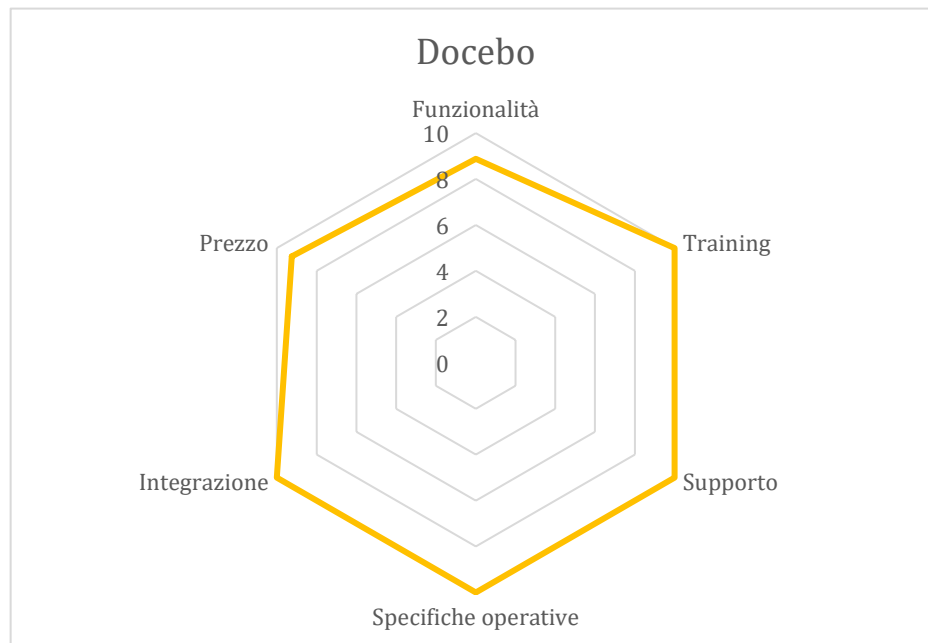 Docebo
Funzionalità
10
8
6
4
2
0
Prezzo
Training
Integrazione
Supporto
Specifiche operative